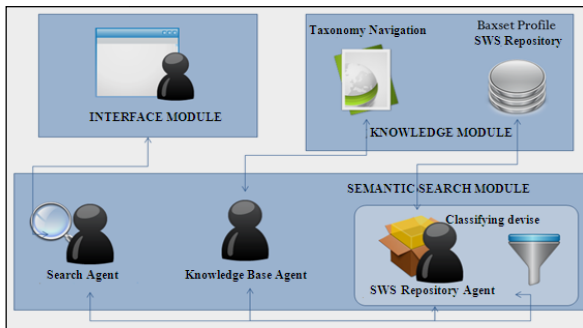 Taxonomy Navigation
Baxset Profile
SWS Repository
INTERFACE MODULE
KNOWLEDGE MODULE
SEMANTIC SEARCH MODULE
Classifying devise
Search Agent
Knowledge Base Agent
SWS Repository Agent